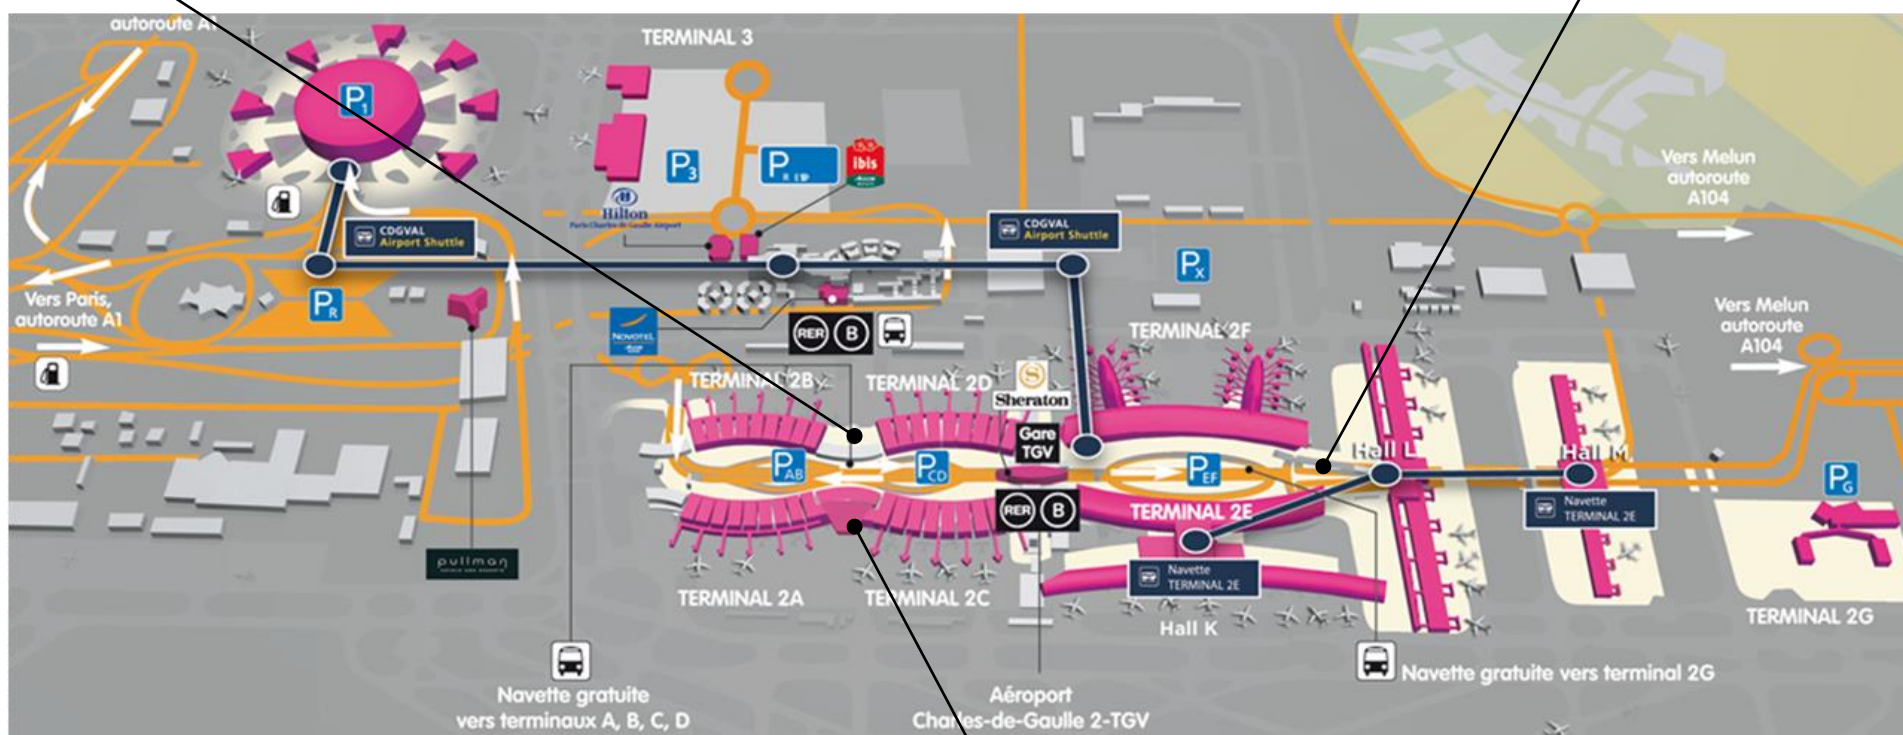 autoroute A1
TERMINAL 3
P1
P3
PR
ibis
Hilton
Paris Charles de Gaulle Airport
CDGVAL
Airport Shuttle
CDGVAL
Airport Shuttle
Vers Melun
autoroute
A104
PX
Vers Paris,
autoroute A1
PR
NOVOTEL
RER B
TERMINAL 2F
Vers Melun
autoroute
A104
TERMINAL 2B
TERMINAL 2D
S
Sheraton
Gare
TGV
PAB
PCD
PEF
Hall L
Hall M
PG
RER B
TERMINAL 2E
Navette
TERMINAL 2E
pullman
Navette
TERMINAL 2E
TERMINAL 2A
TERMINAL 2C
Hall K
TERMINAL 2G
Navette gratuite
vers terminaux A, B, C, D
Aéroport
Charles-de-Gaulle 2-TGV
Navette gratuite vers terminal 2G